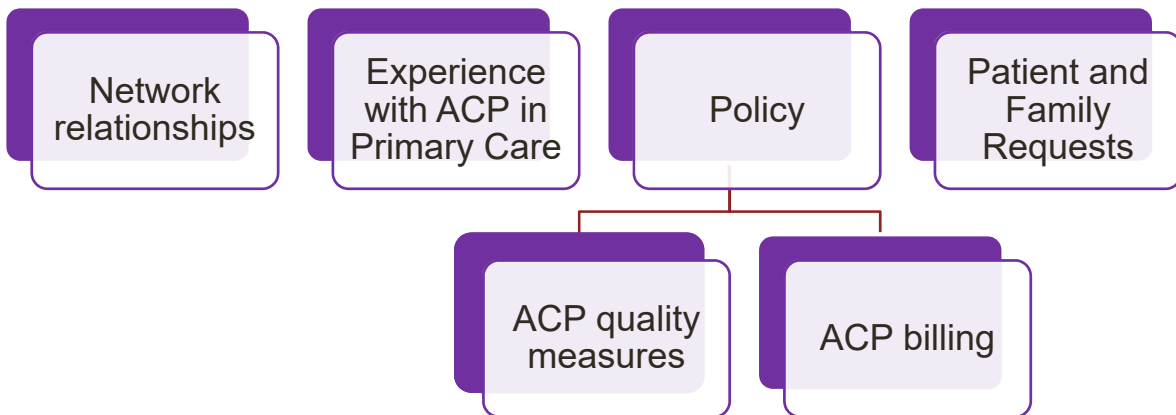 Network
relationships
Experience
with ACP in
Primary Care
Policy
Patient and
Family
Requests
ACP quality
measures
ACP billing